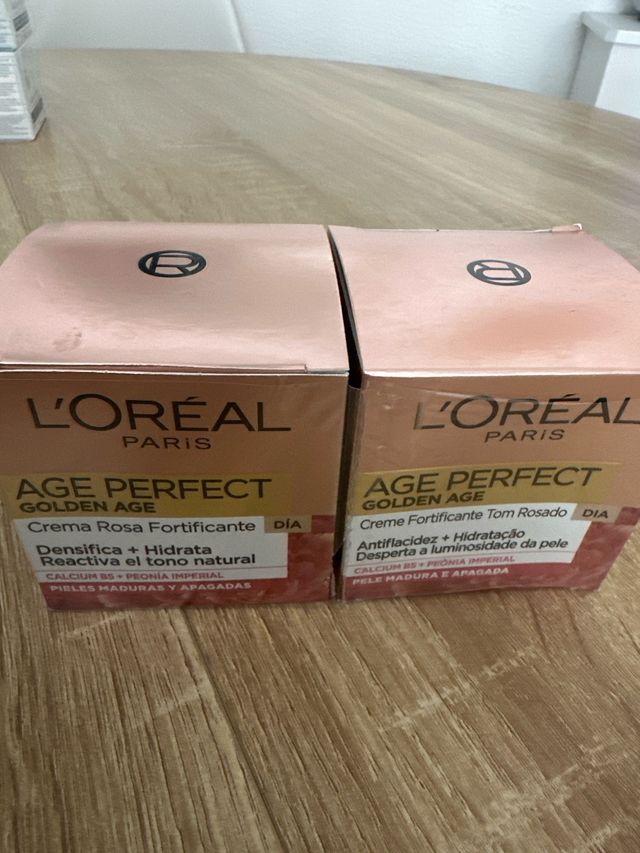 L'ORÉAL
PARIS
AGE PERFECT
GOLDEN AGE
Crema Rosa Fortificante DÍA
Densifica + Hidrata
Reactiva el tono natural
CALCIUM B5 + PEONÍA IMPERIAL
PIELES MADURAS Y APAGADAS
L'ORÉAL
PARIS
AGE PERFECT
GOLDEN AGE
Creme Fortificante Tom Rosado DIA
Antiflacidez + Hidratação
Desperta a luminosidade da pele
CALCIUM B5 + PEÓNIA IMPERIAL
PELE MADURA E APAGADA